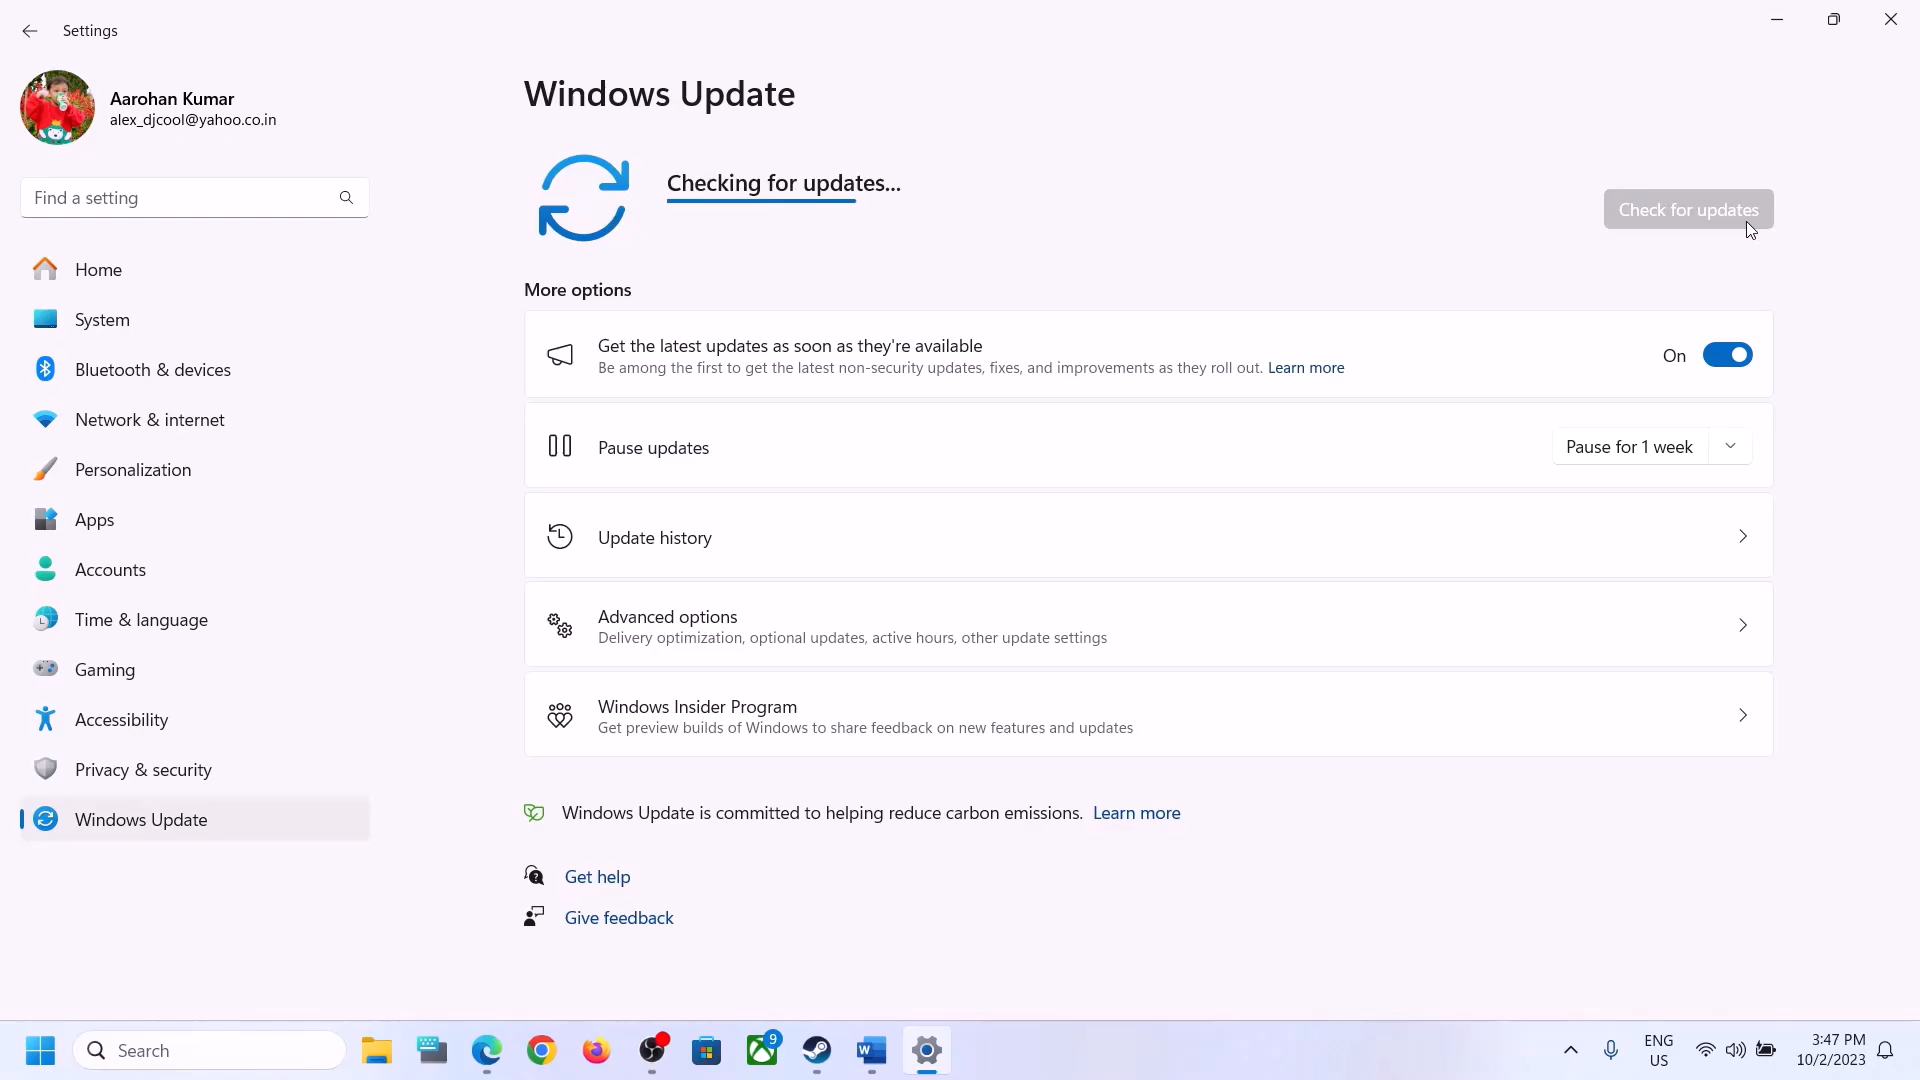 Settings
Aarohan Kumar
alex_djcool@yahoo.co.in
Find a setting
Home
System
Bluetooth & devices
Network & internet
Personalization
Apps
Accounts
Time & language
Gaming
Accessibility
Privacy & security
Windows Update
Windows Update
Checking for updates...
Check for updates
More options
Get the latest updates as soon as they're available
Be among the first to get the latest non-security updates, fixes, and improvements as they roll out. Learn more
On
Pause updates
Pause for 1 week
Update history
Advanced options
Delivery optimization, optional updates, active hours, other update settings
Windows Insider Program
Get preview builds of Windows to share feedback on new features and updates
Windows Update is committed to helping reduce carbon emissions. Learn more
Get help
Give feedback
Search
9
ENG
US
3:47 PM
10/2/2023